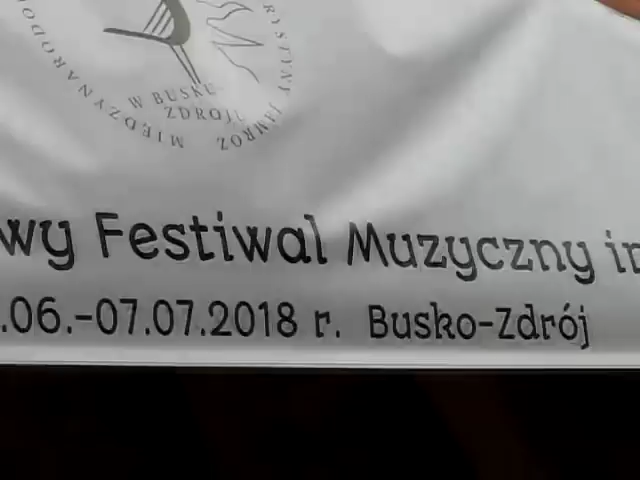 W BUSKU
ZDROJU
wy Festiwal Muzyczny
.06.-07.07.2018 r. Busko-Zdrój